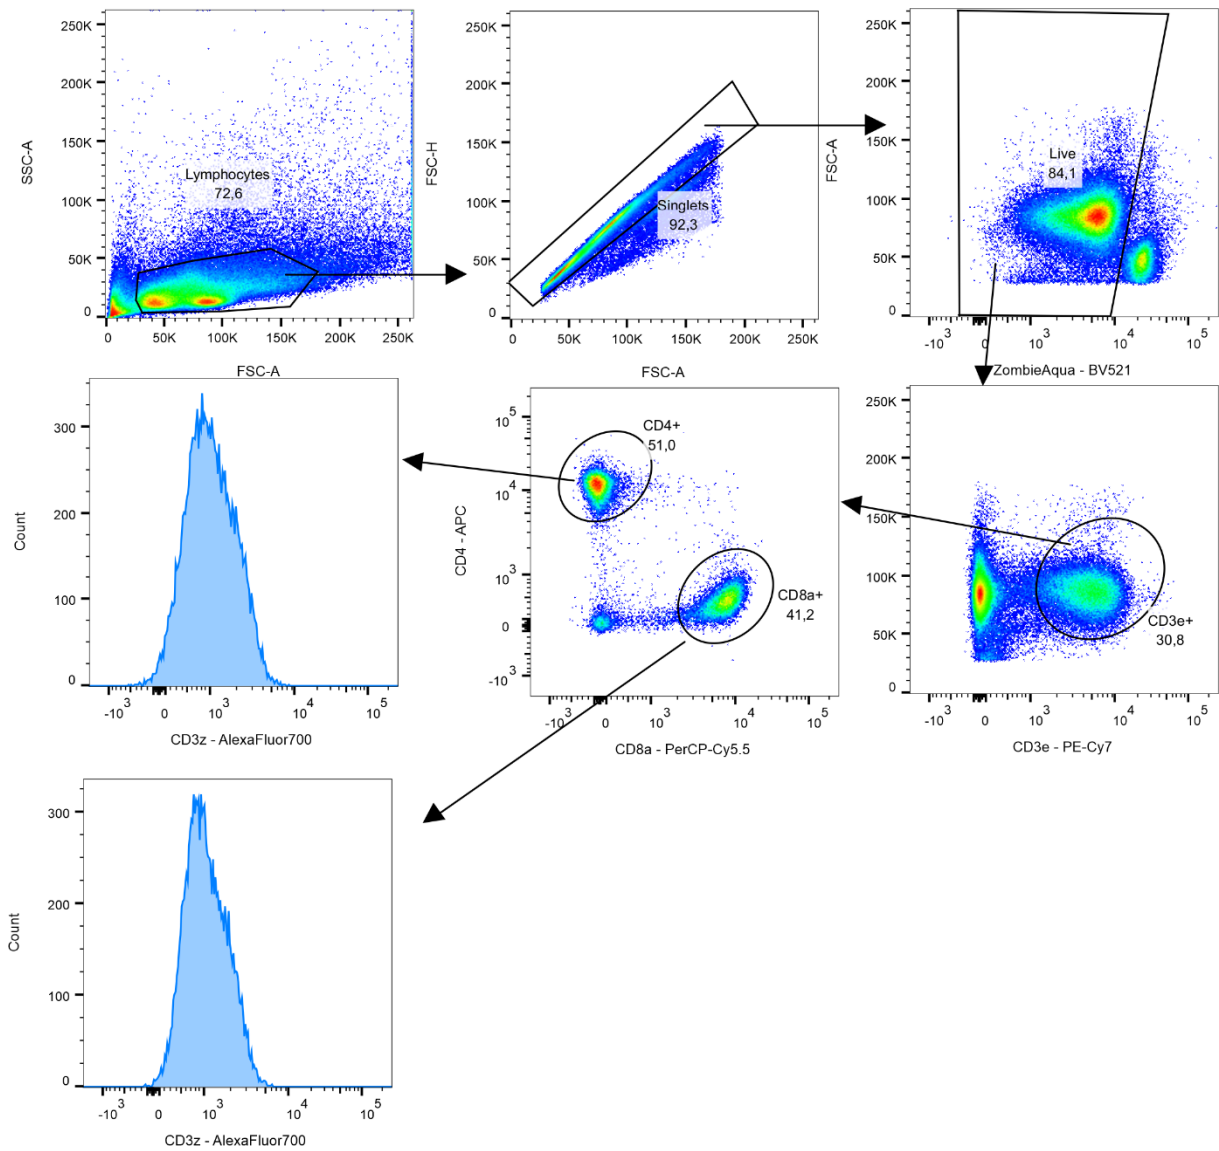 250K
200K
150K
100K
50K
0
SSC-A
Lymphocytes
72,6
0
50K
100K
150K
200K
250K
FSC-A
250K
200K
150K
100K
50K
0
FSC-H
Singlets
92,3
0
50K
100K
150K
200K
250K
FSC-A
250K
200K
150K
100K
50K
0
FSC-A
Live
84,1
-10 3
0
10 3
10 4
10 5
ZombieAqua - BV521
300
200
100
0
Count
-10 3
0
10 3
10 4
10 5
CD3z - AlexaFluor700
10 5
10 4
10 3
0
-10 3
CD4 - APC
CD4+
51,0
CD8a+
41,2
-10 3
0
10 3
10 4
10 5
CD8a - PerCP-Cy5.5
250K
200K
150K
100K
50K
0
CD3e+
30,8
-10 3
0
10 3
10 4
10 5
CD3e - PE-Cy7
300
200
100
0
Count
-10 3
0
10 3
10 4
10 5
CD3z - AlexaFluor700